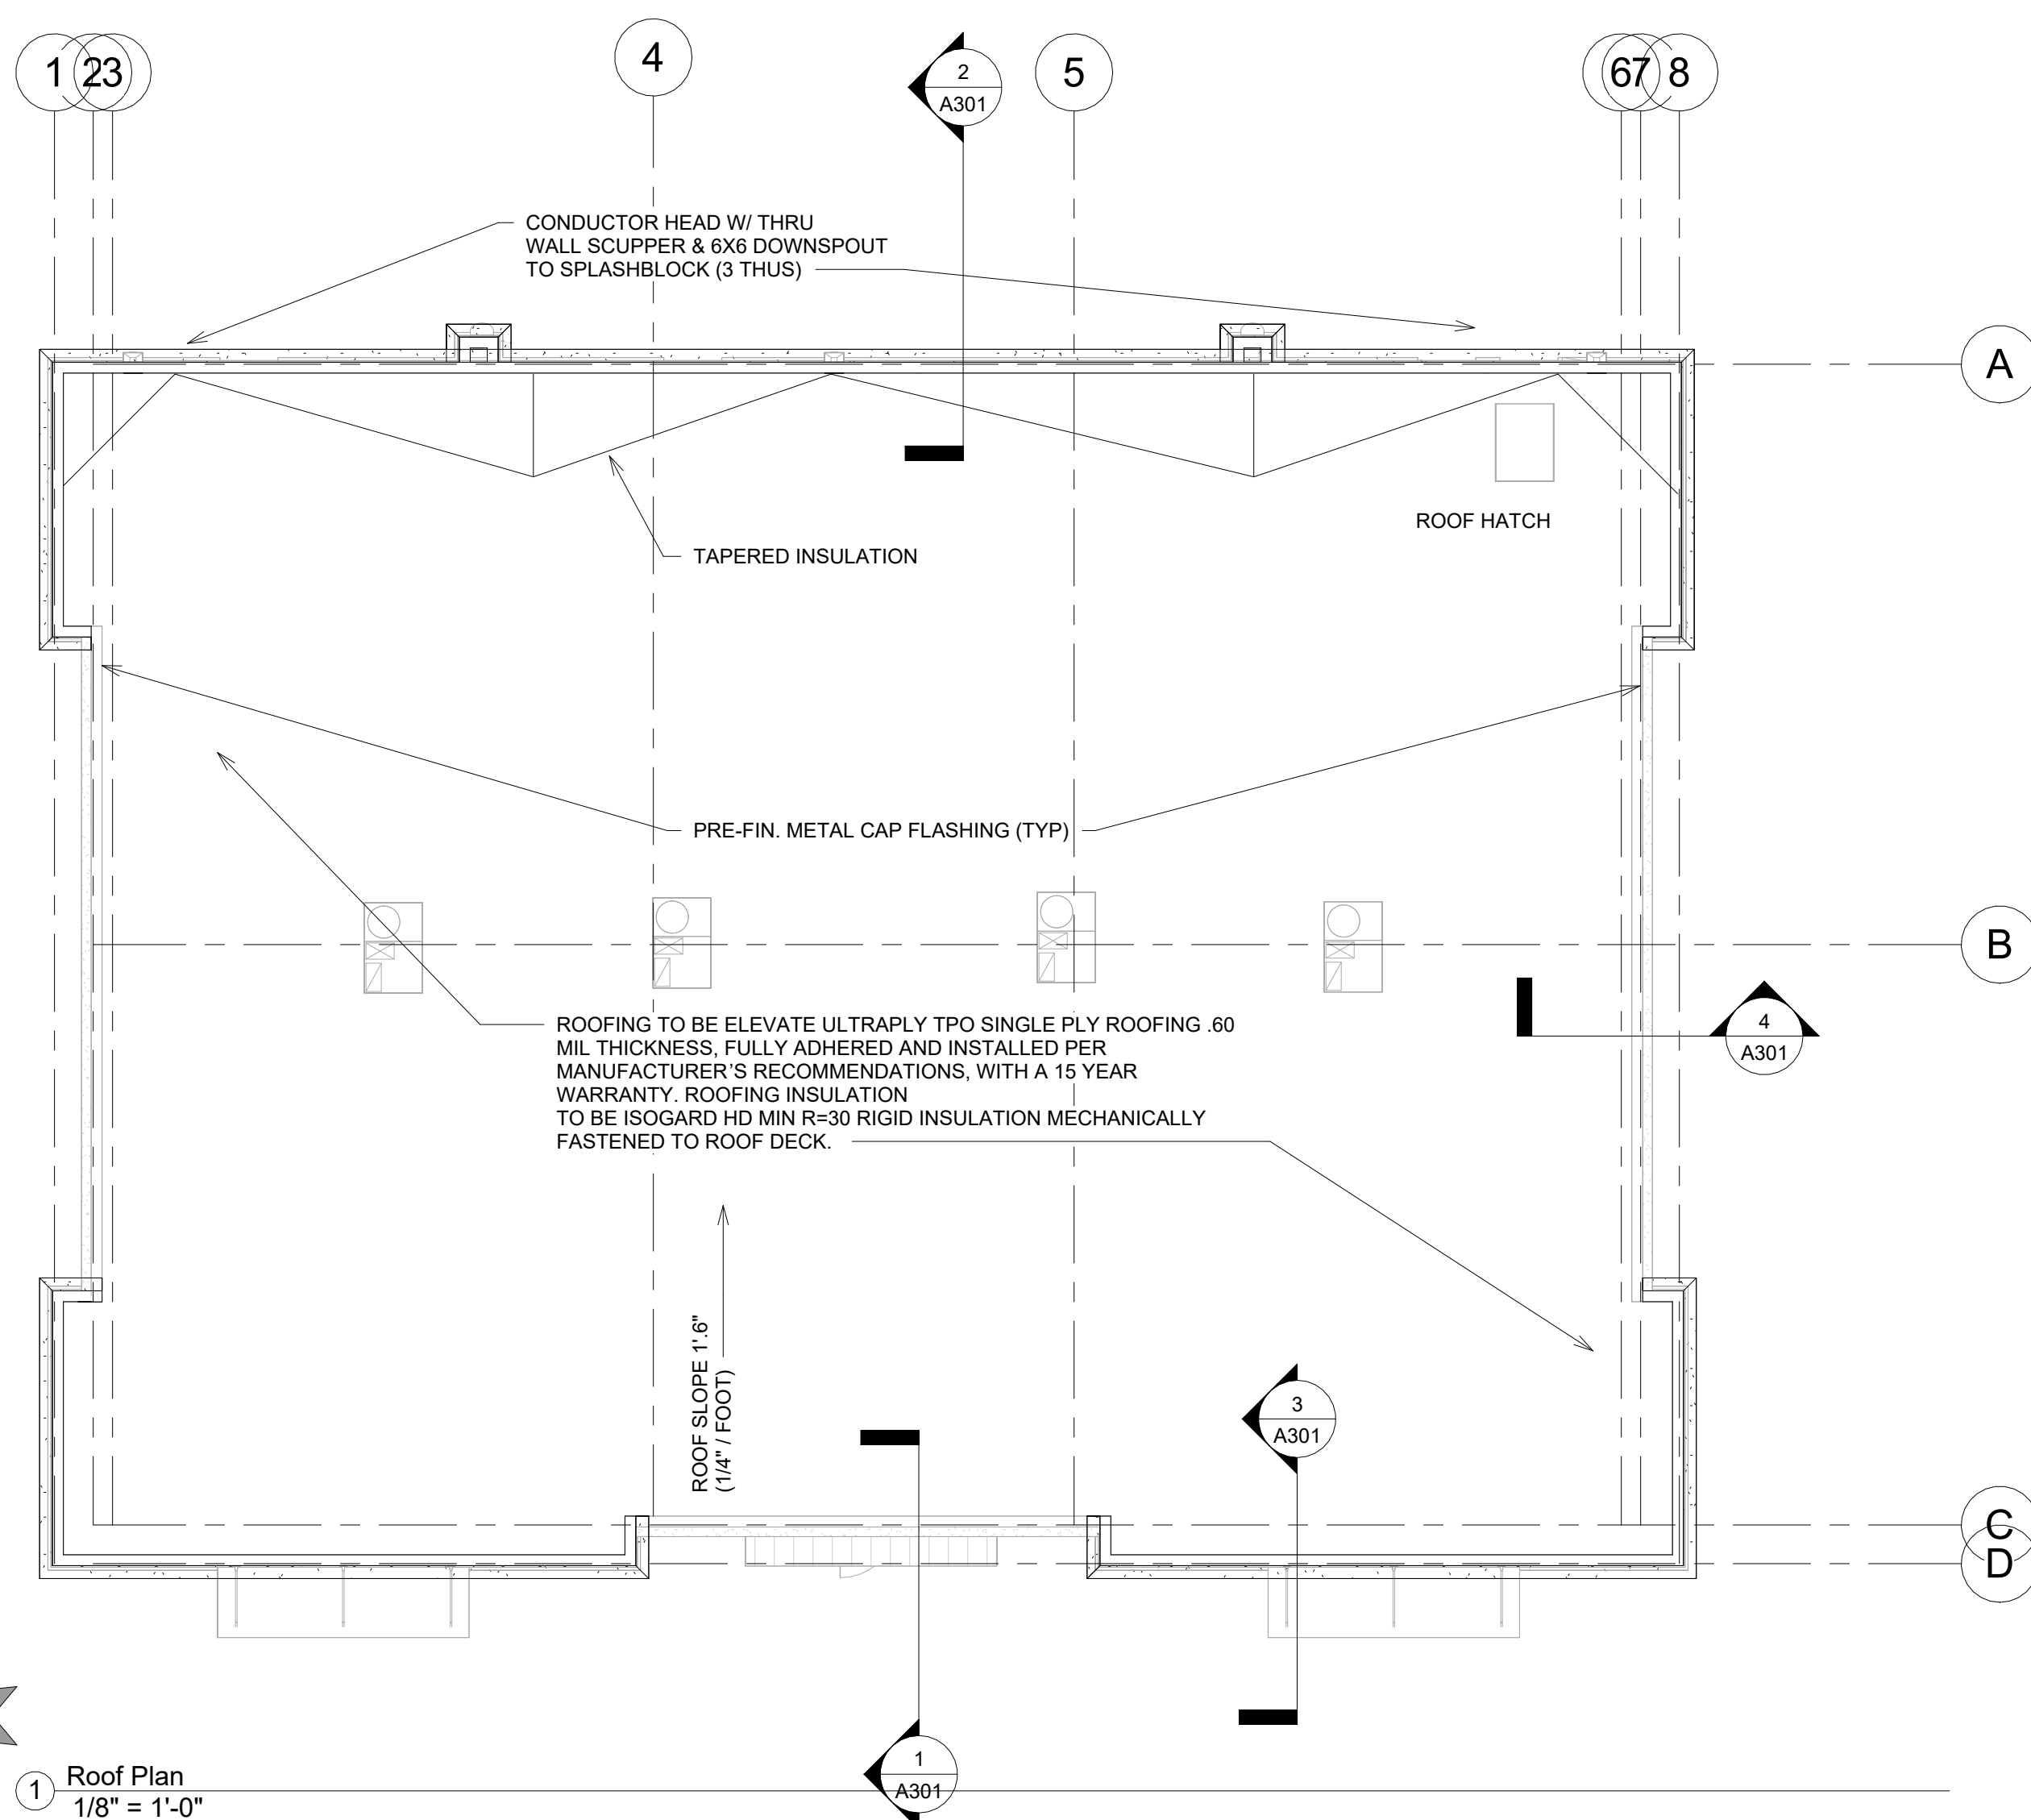 1
2
3
4
5
6
7
8
2
A301
CONDUCTOR HEAD W/ THRU
WALL SCUPPER & 6X6 DOWNSPOUT
TO SPLASHBLOCK (3 THUS)
A
ROOF HATCH
TAPERED INSULATION
PRE-FIN. METAL CAP FLASHING (TYP)
B
4
A301
ROOFING TO BE ELEVATE ULTRAPLY TPO SINGLE PLY ROOFING .60
MIL THICKNESS, FULLY ADHERED AND INSTALLED PER
MANUFACTURER’S RECOMMENDATIONS, WITH A 15 YEAR
WARRANTY. ROOFING INSULATION
TO BE ISOGARD HD MIN R=30 RIGID INSULATION MECHANICALLY
FASTENED TO ROOF DECK.
ROOF SLOPE 1'.6"
(1/4" / FOOT)
3
A301
C
D
1
A301
1
Roof Plan
1/8" = 1'-0"